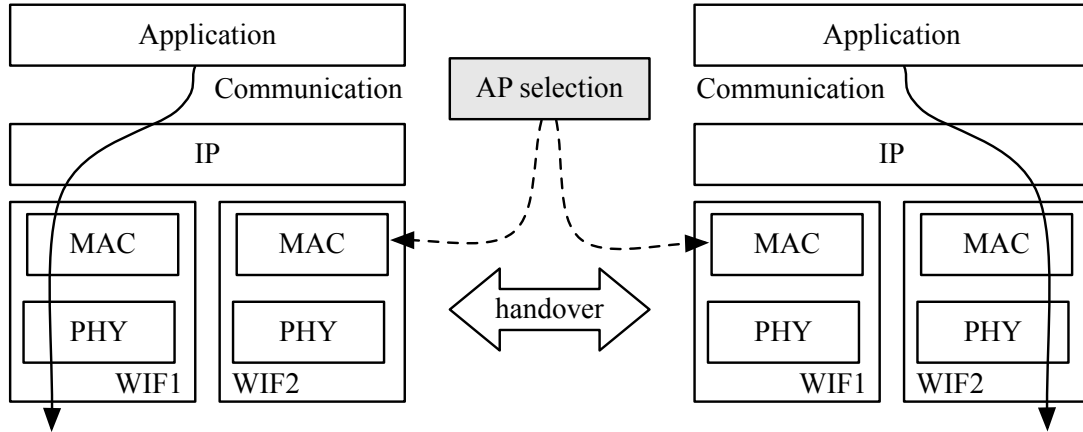 Application
Communication
IP
MAC
MAC
PHY
PHY
WIF1
WIF2
AP selection
handover
Application
Communication
IP
MAC
MAC
PHY
PHY
WIF1
WIF2